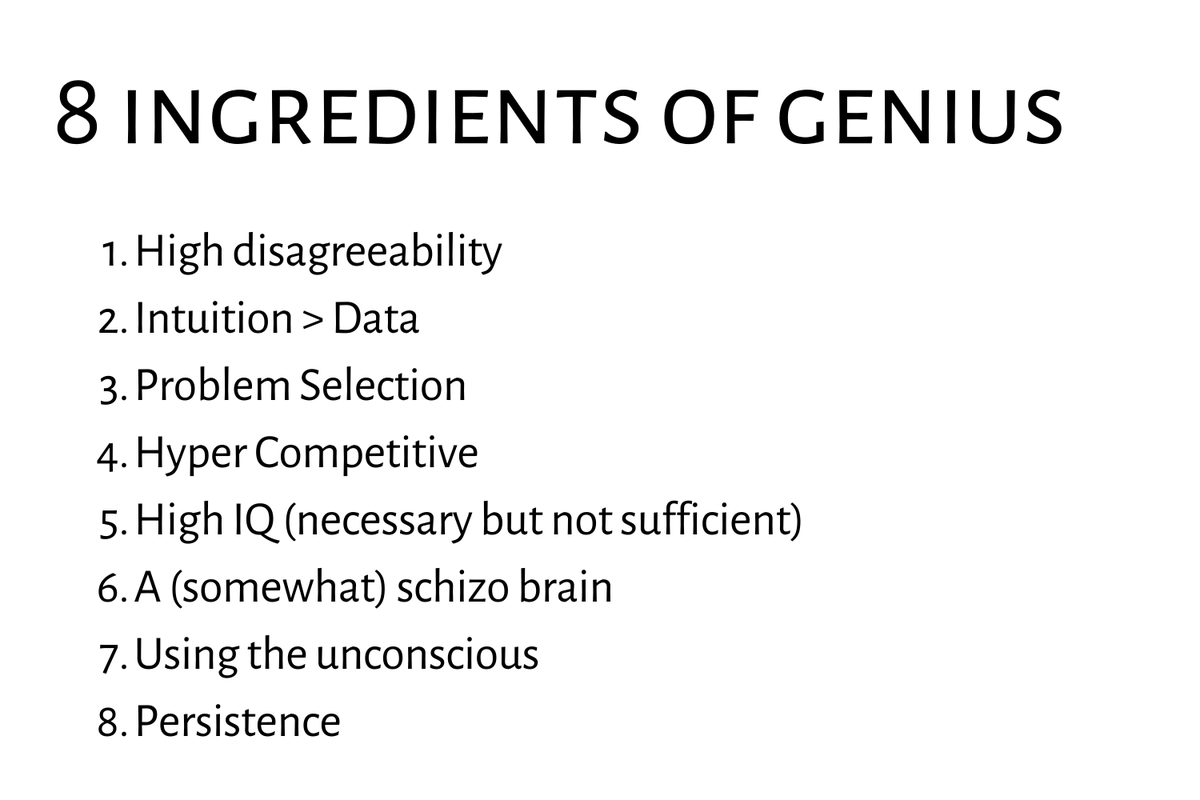 8 INGREDIENTS OF GENIUS
1. High disagreeability
2. Intuition > Data
3. Problem Selection
4. Hyper Competitive
5. High IQ (necessary but not sufficient)
6. A (somewhat) schizo brain
7. Using the unconscious
8. Persistence